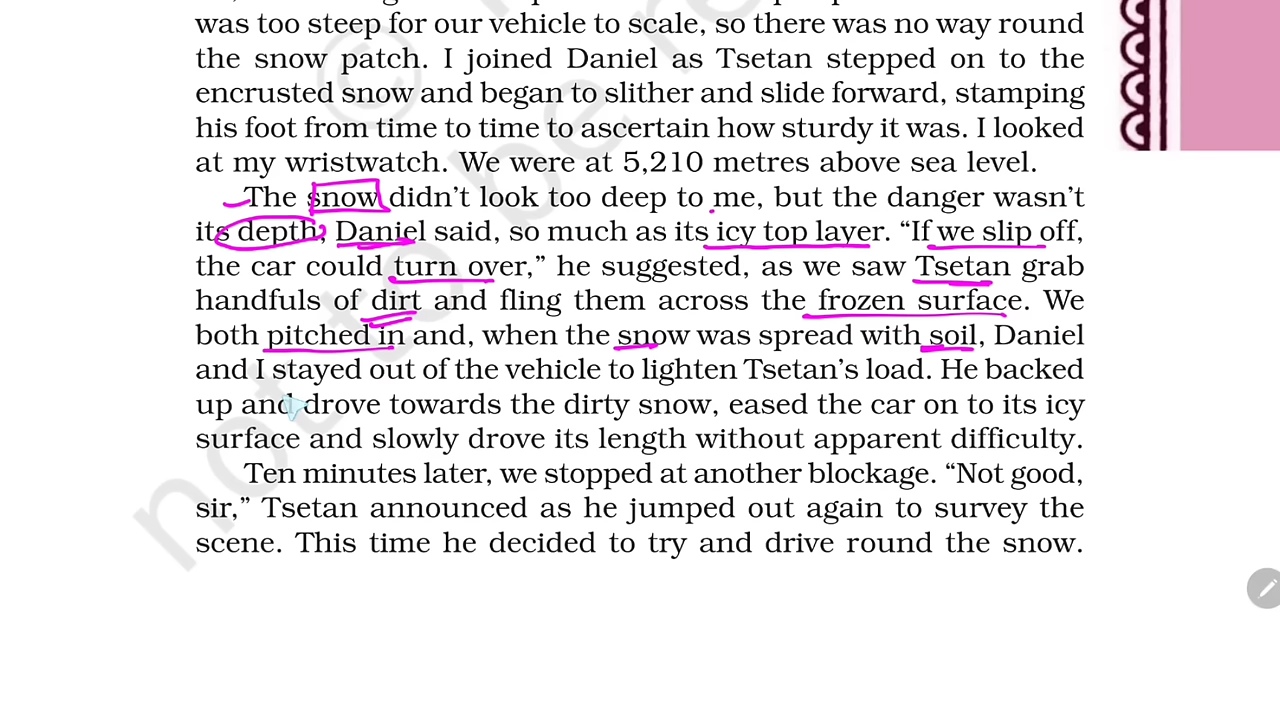 was too steep for our vehicle to scale, so there was no way round
the snow patch. I joined Daniel as Tsetan stepped on to the
encrusted snow and began to slither and slide forward, stamping
his foot from time to time to ascertain how sturdy it was. I looked
at my wristwatch. We were at 5,210 metres above sea level.
The snow didn’t look too deep to me, but the danger wasn’t
its depth, Daniel said, so much as its icy top layer. “If we slip off,
the car could turn over,” he suggested, as we saw Tsetan grab
handfuls of dirt and fling them across the frozen surface. We
both pitched in and, when the snow was spread with soil, Daniel
and I stayed out of the vehicle to lighten Tsetan’s load. He backed
up and drove towards the dirty snow, eased the car on to its icy
surface and slowly drove its length without apparent difficulty.
Ten minutes later, we stopped at another blockage. “Not good,
sir,” Tsetan announced as he jumped out again to survey the
scene. This time he decided to try and drive round the snow.
© not to be re